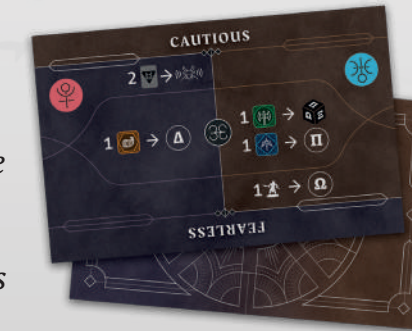 CAUTIOUS
2 →
1 → Δ
1 →
1 → Π
1 → Ω
FEARLESS
e
s